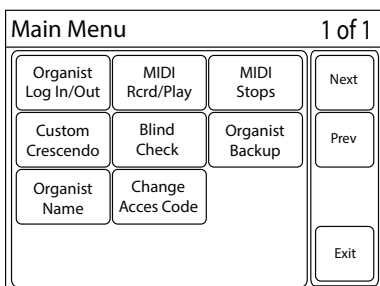 Main Menu 1 of 1
Organist
Log In/Out
MIDI
Rcrd/Play
MIDI
Stops
Next
Custom
Crescendo
Blind
Check
Organist
Backup
Prev
Organist
Name
Change
Acces Code
Exit